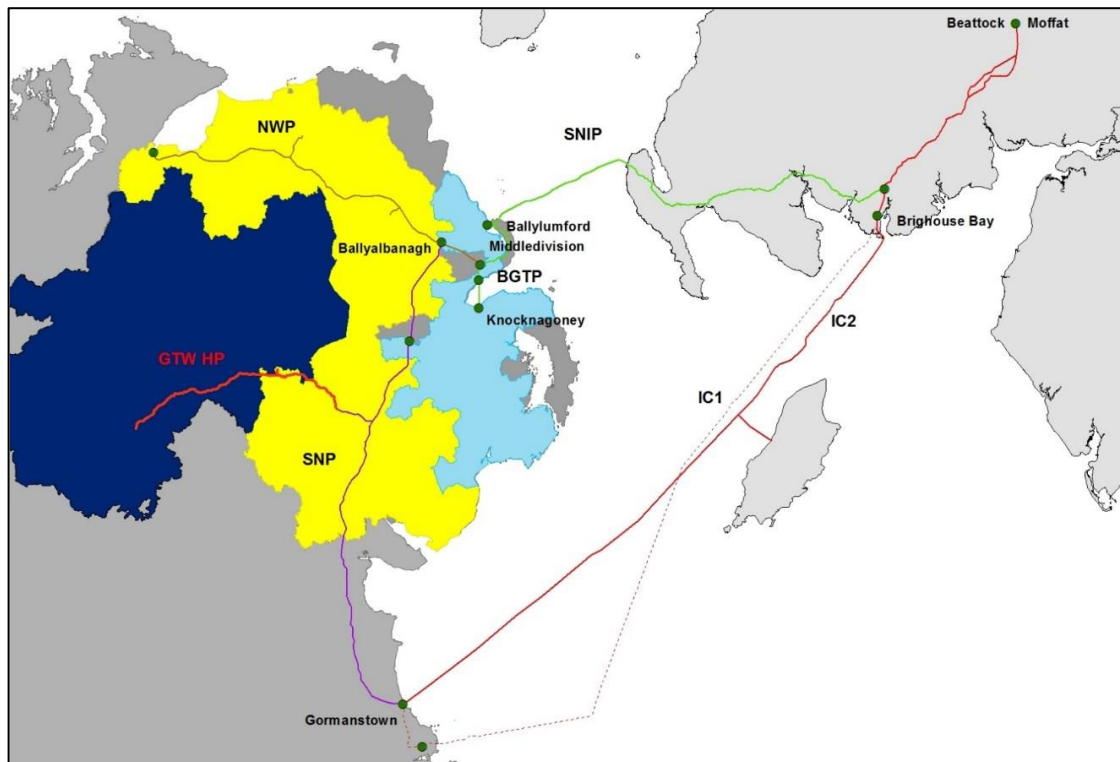 Beattock
Moffat
NWP
SNIP
Ballylumford
Brighouse Bay
Ballyalbanagh
Middledivision
BGTP
Knocknagoney
IC2
GTW HP
IC1
SNP
Gormanstown